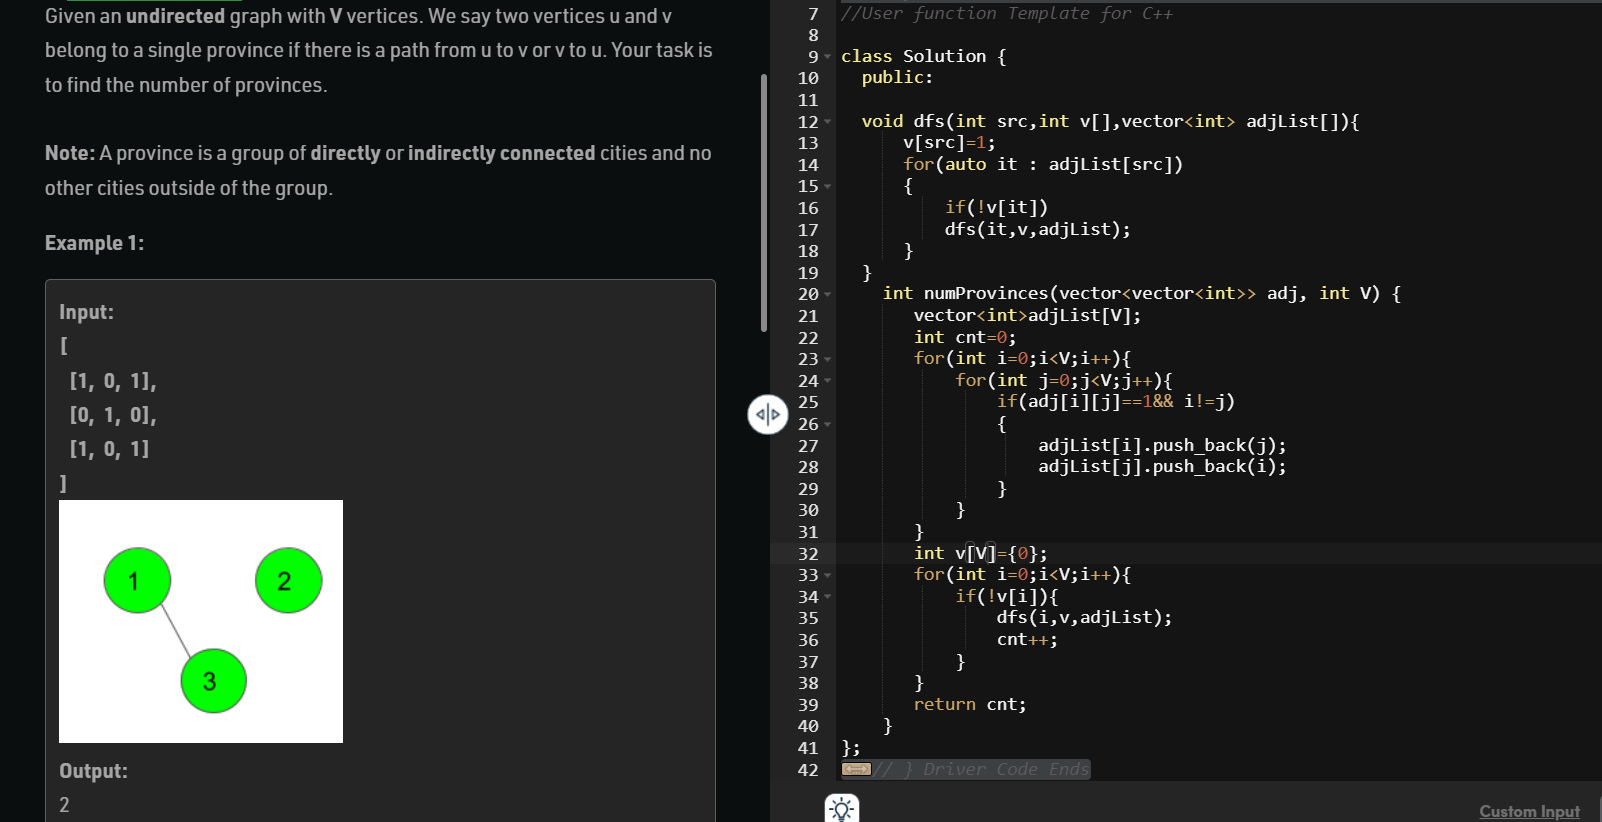 Given an undirected graph with V vertices. We say two vertices u and v
belong to a single province if there is a path from u to v or v to u. Your task is
to find the number of provinces.
Note: A province is a group of directly or indirectly connected cities and no
other cities outside of the group.
Example 1:
Input:
[
[1, 0, 1],
[0, 1, 0],
[1, 0, 1]
]
1
2
3
Output:
2
7 //User function Template for C++
8
9 class Solution {
10 public:
11
12 void dfs(int src,int v[],vector<int> adjList[]){
13 v[src]=1;
14 for(auto it : adjList[src])
15 {
16 if(!v[it])
17 dfs(it,v,adjList);
18 }
19 }
20 int numProvinces(vector<vector<int>> adj, int V) {
21 vector<int>adjList[V];
22 int cnt=0;
23 for(int i=0;i<V;i++){
24 for(int j=0;j<V;j++){
25 if(adj[i][j]==1&& i!=j)
26 {
27 adjList[i].push_back(j);
28 adjList[j].push_back(i);
29 }
30 }
31 }
32 int v[V]={0};
33 for(int i=0;i<V;i++){
34 if(!v[i]){
35 dfs(i,v,adjList);
36 cnt++;
37 }
38 }
39 return cnt;
40 }
41 };
42 // } Driver Code Ends
Custom Input